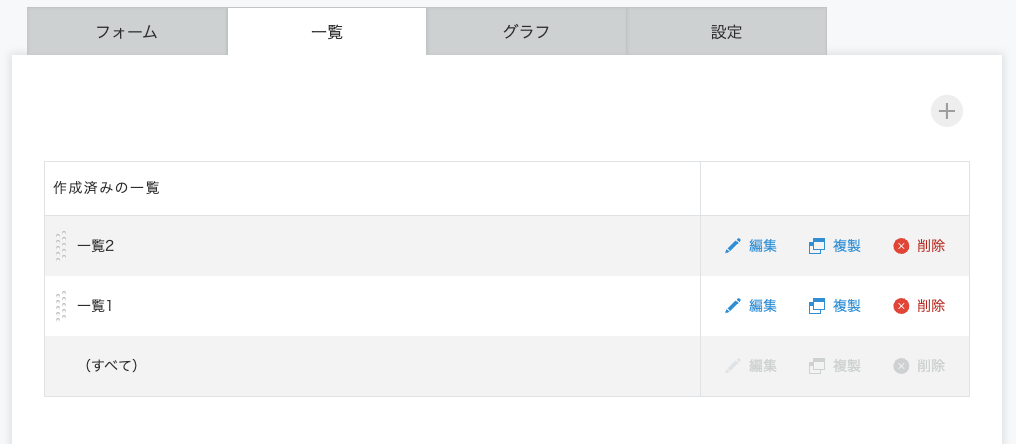 フォーム 一覧 グラフ 設定
作成済みの一覧
一覧2 編集 複製 削除
一覧1 編集 複製 削除
（すべて） 編集 複製 削除